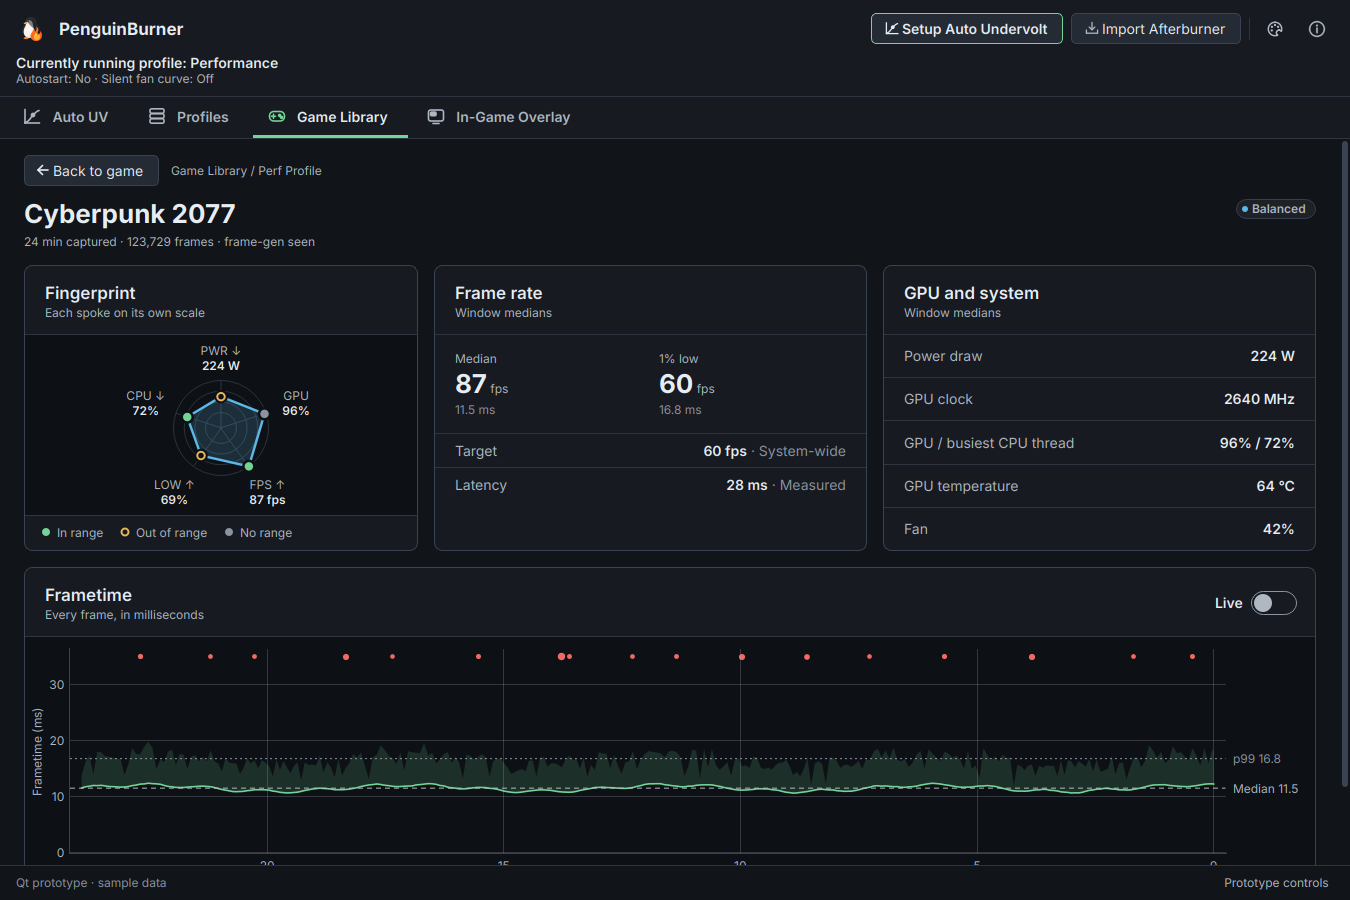 PenguinBurner
Setup Auto Undervolt
Import Afterburner
Currently running profile: Performance
Autostart: No · Silent fan curve: Off
Auto UV
Profiles
Game Library
In-Game Overlay
Back to game
Game Library / Perf Profile
Cyberpunk 2077
Balanced
24 min captured · 123,729 frames · frame-gen seen
Fingerprint
Each spoke on its own scale
PWR ↓
224 W
CPU ↓
72%
GPU
96%
LOW ↑
69%
FPS ↑
87 fps
In range
Out of range
No range
Frame rate
Window medians
Median
87 fps
11.5 ms
1% low
60 fps
16.8 ms
Target
60 fps · System-wide
Latency
28 ms · Measured
GPU and system
Window medians
Power draw
224 W
GPU clock
2640 MHz
GPU / busiest CPU thread
96% / 72%
GPU temperature
64 °C
Fan
42%
Frametime
Every frame, in milliseconds
Live
Frametime (ms)
30
20
10
0
p99 16.8
Median 11.5
20
15
10
5
0
Qt prototype · sample data
Prototype controls